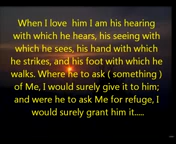 When I love him I am his hearing
with which he hears, his seeing with
which he sees, his hand with which
he strikes, and his foot with which he
walks. Where to ask ( something )
of Me, I would surely give it to him;
and were he to ask Me for refuge, I
would surely grant him it.....